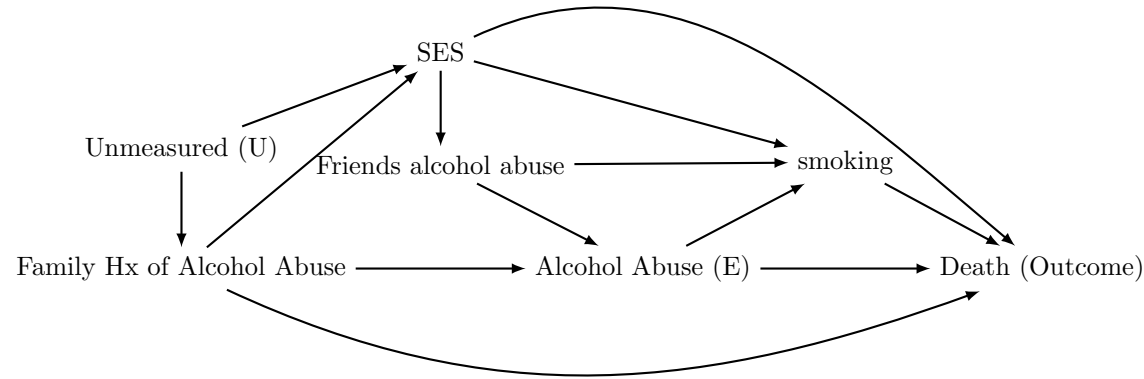 SES
Unmeasured (U)
Friends alcohol abuse
smoking
Family Hx of Alcohol Abuse
Alcohol Abuse (E)
Death (Outcome)